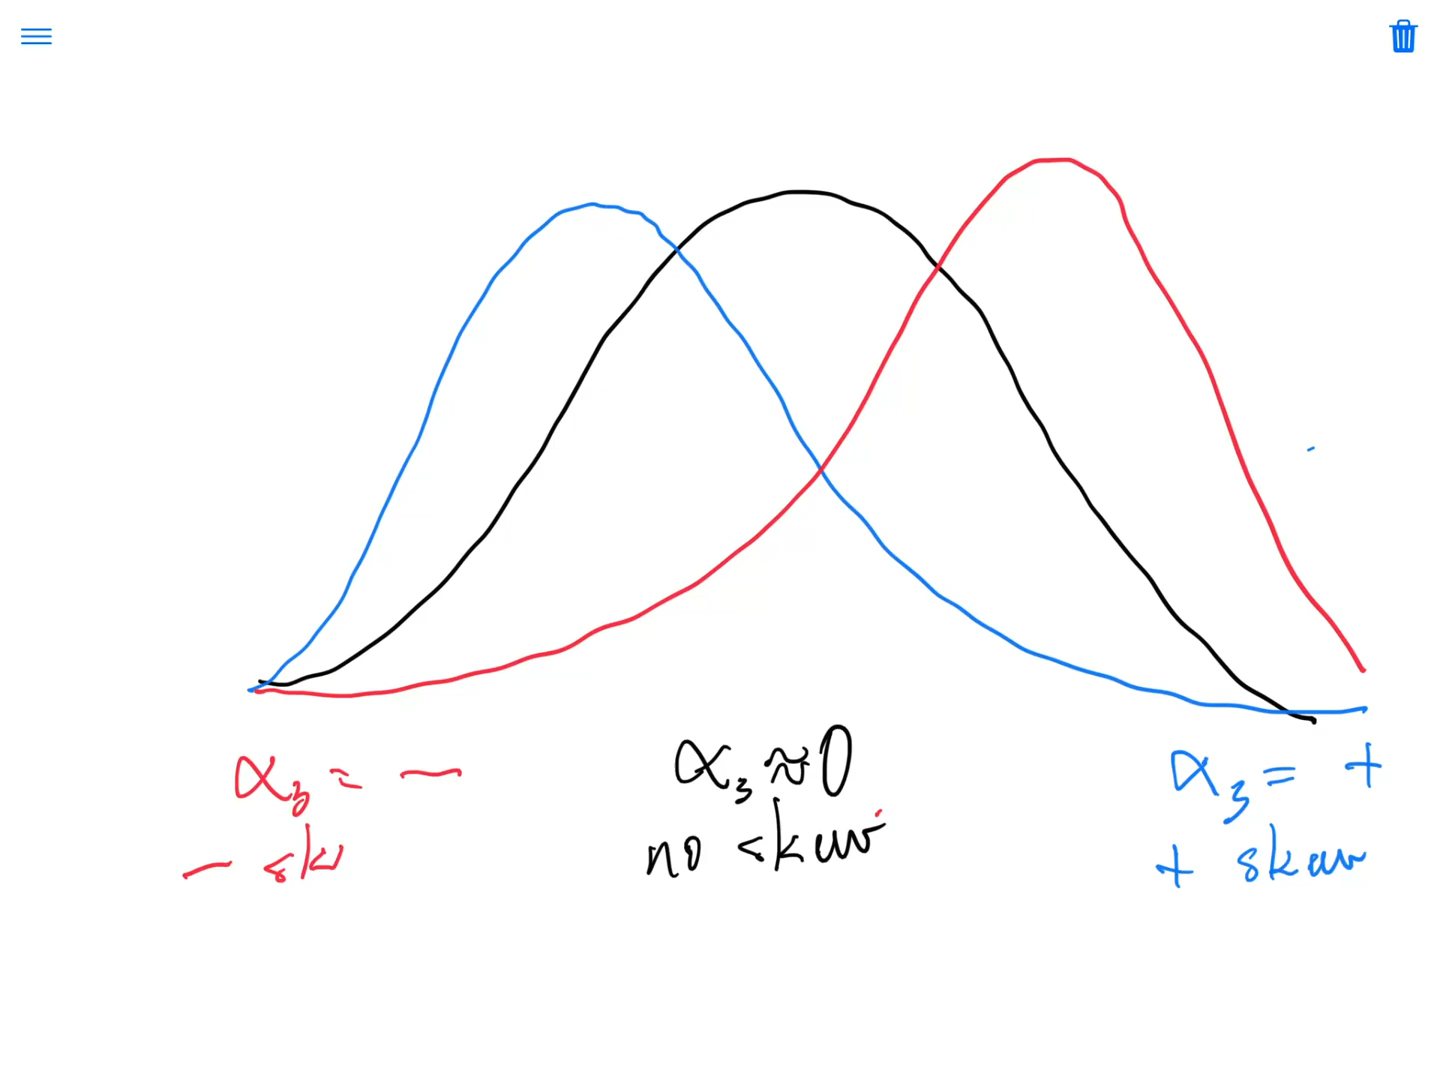 α₃ = −
− sk
α₃ ≈ 0
no skew
α₃ = +
+ skew